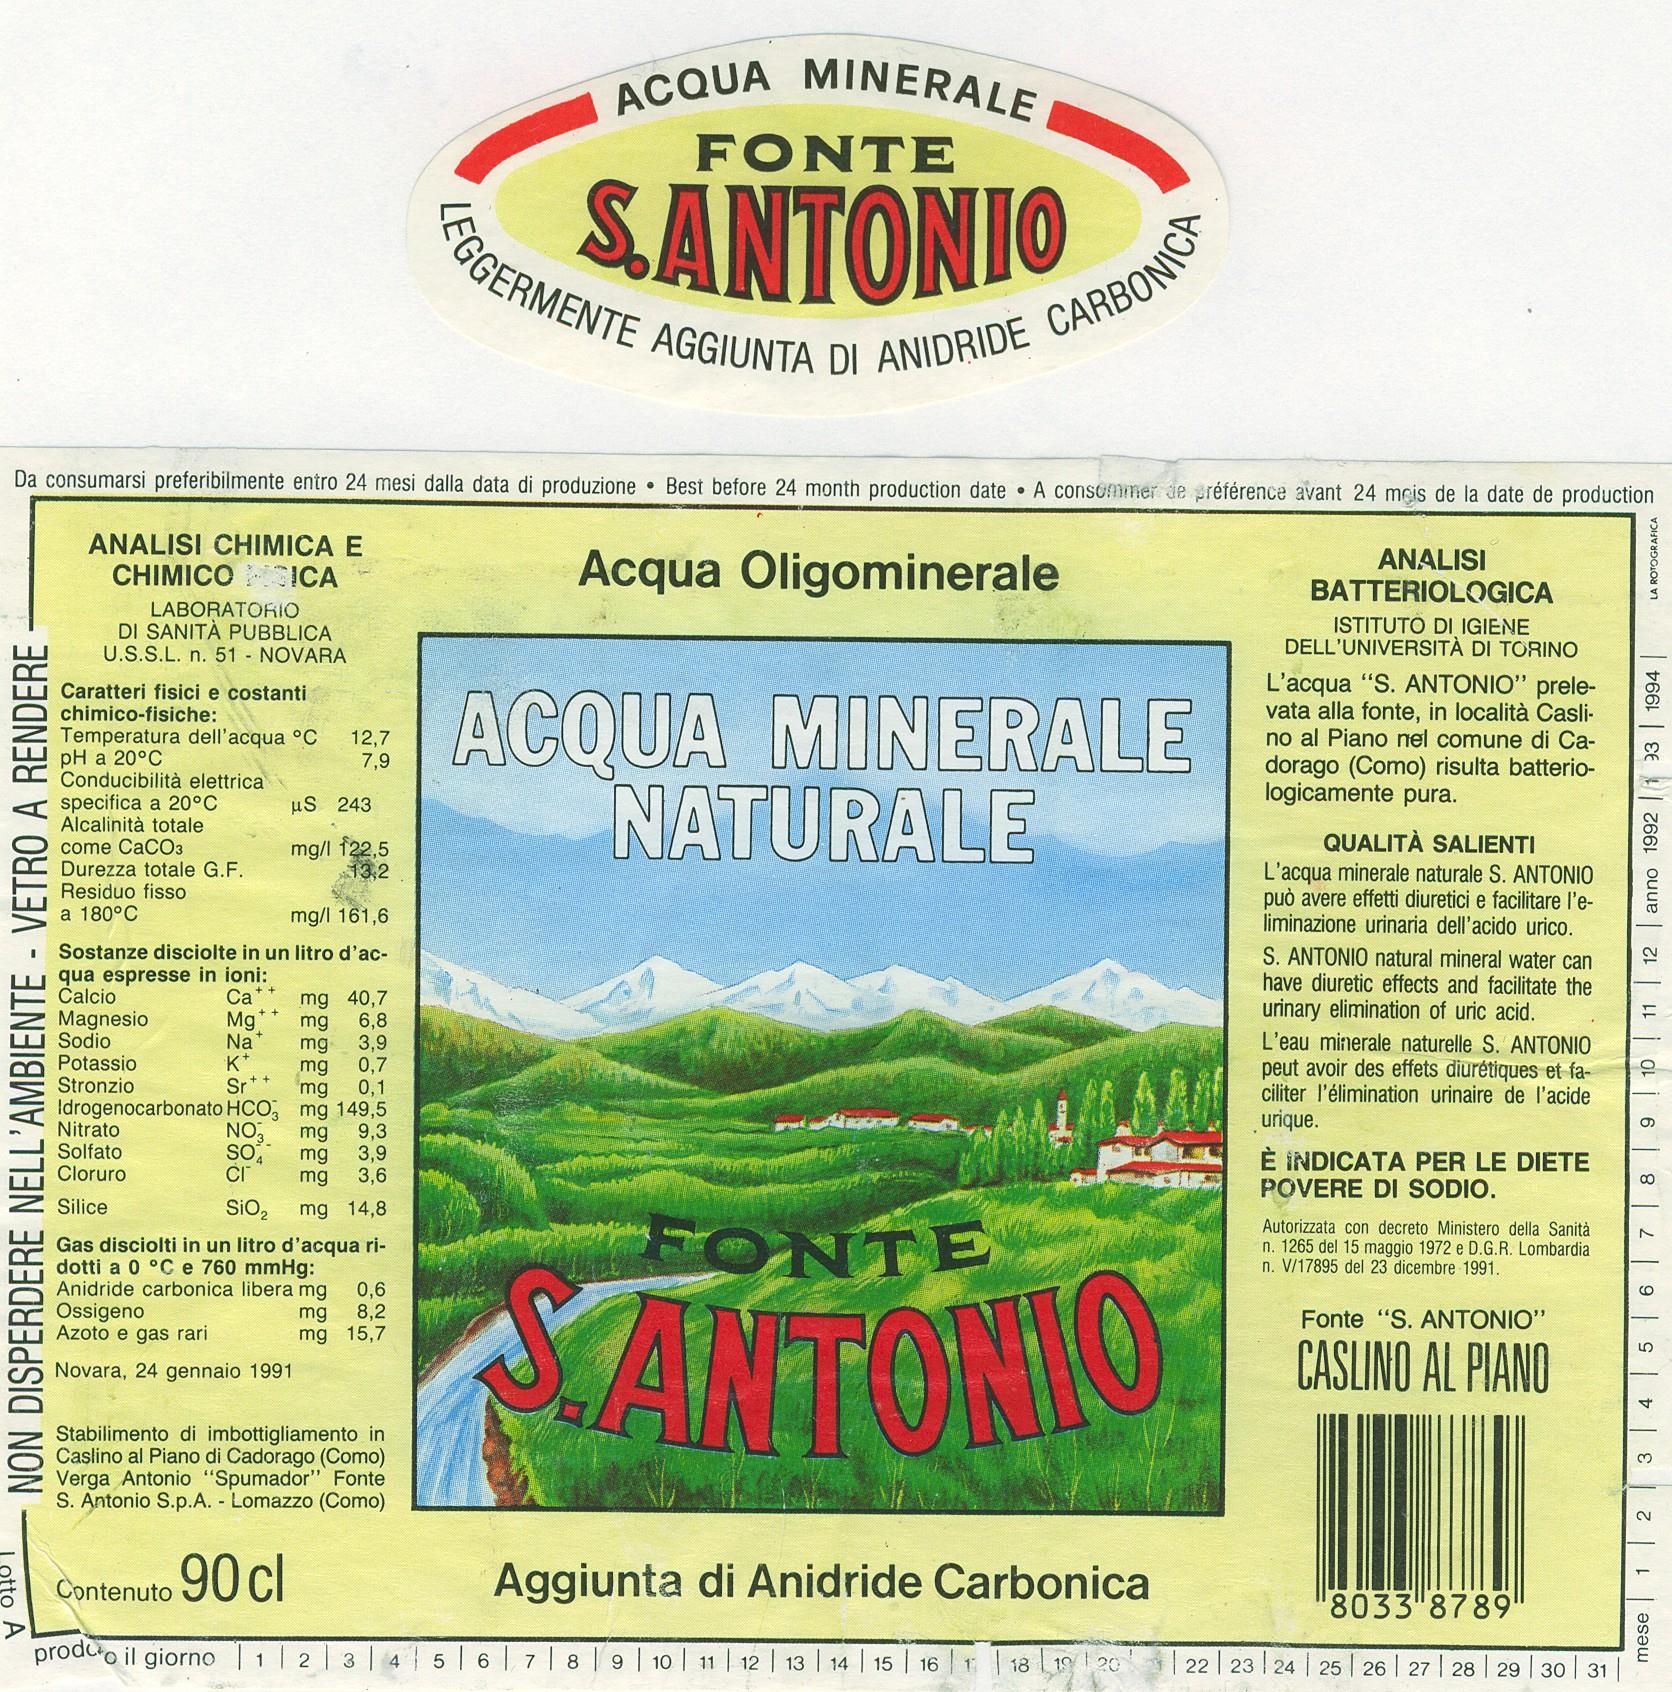 ACQUA MINERALE
FONTE
S. ANTONIO
LEGGERMENTE AGGIUNTA DI ANIDRIDE CARBONICA
Da consumarsi preferibilmente entro 24 mesi dalla data di produzione • Best before 24 month production date • A consommer de préférence avant 24 mois de la date de production
NON DISPERDERE NELL'AMBIENTE - VETRO A RENDERE
ANALISI CHIMICA E
CHIMICO FISICA
LABORATORIO
DI SANITÀ PUBBLICA
U.S.S.L. n. 51 - NOVARA
Caratteri fisici e costanti
chimico-fisiche:
Temperatura dell'acqua °C 12,7
pH a 20°C 7,9
Conducibilità elettrica
specifica a 20°C µS 243
Alcalinità totale
come CaCO₃ mg/l 122,5
Durezza totale G.F. 13,2
Residuo fisso
a 180°C mg/l 161,6
Sostanze disciolte in un litro d'ac-
qua espresse in ioni:
Calcio Ca⁺⁺ mg 40,7
Magnesio Mg⁺⁺ mg 6,8
Sodio Na⁺ mg 3,9
Potassio K⁺ mg 0,7
Stronzio Sr⁺⁺ mg 0,1
Idrogenocarbonato HCO₃⁻ mg 149,5
Nitrato NO₃⁻ mg 9,3
Solfato SO₄⁻⁻ mg 3,9
Cloruro Cl⁻ mg 3,6
Silice SiO₂ mg 14,8
Gas disciolti in un litro d'acqua ri-
dotti a 0 °C e 760 mmHg:
Anidride carbonica libera mg 0,6
Ossigeno mg 8,2
Azoto e gas rari mg 15,7
Novara, 24 gennaio 1991
Stabilimento di imbottigliamento in
Caslino al Piano di Cadorago (Como)
Verga Antonio "Spumador" Fonte
S. Antonio S.p.A. - Lomazzo (Como)
Contenuto 90 cl
Acqua Oligominerale
ACQUA MINERALE
NATURALE
FONTE
S. ANTONIO
Aggiunta di Anidride Carbonica
ANALISI
BATTERIOLOGICA
ISTITUTO DI IGIENE
DELL'UNIVERSITÀ DI TORINO
L'acqua "S. ANTONIO" prele-
vata alla fonte, in località Casli-
no al Piano nel comune di Ca-
dorago (Como) risulta batterio-
logicamente pura.
QUALITÀ SALIENTI
L'acqua minerale naturale S. ANTONIO
può avere effetti diuretici e facilitare l'e-
liminazione urinaria dell'acido urico.
S. ANTONIO natural mineral water can
have diuretic effects and facilitate the
urinary elimination of uric acid.
L'eau minerale naturelle S. ANTONIO
peut avoir des effets diurétiques et fa-
ciliter l'élimination urinaire de l'acide
urique.
È INDICATA PER LE DIETE
POVERE DI SODIO.
Autorizzata con decreto Ministero della Sanità
n. 1265 del 15 maggio 1972 e D.G.R. Lombardia
n. V/17895 del 23 dicembre 1991.
Fonte "S. ANTONIO"
CASLINO AL PIANO
8033 8789
LA ROTOGRAFICA
mese | 1 | 2 | 3 | 4 | 5 | 6 | 7 | 8 | 9 | 10 | 11 | 12 | anno 1992 | 1 93 | 1994 |
Lotto A
prodotto il giorno | 1 | 2 | 3 | 4 | 5 | 6 | 7 | 8 | 9 | 10 | 11 | 12 | 13 | 14 | 15 | 16 | 17 | 18 | 19 | 20 | | 22 | 23 | 24 | 25 | 26 | 27 | 28 | 29 | 30 | 31 |